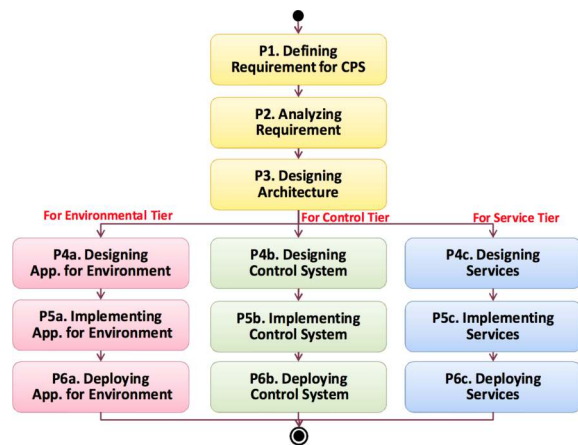 P1. Defining
Requirement for CPS
P2. Analyzing
Requirement
P3. Designing
Architecture
For Environmental Tier
For Control Tier
For Service Tier
P4a. Designing
App. for Environment
P4b. Designing
Control System
P4c. Designing
Services
P5a. Implementing
App. for Environment
P5b. Implementing
Control System
P5c. Implementing
Services
P6a. Deploying
App. for Environment
P6b. Deploying
Control System
P6c. Deploying
Services